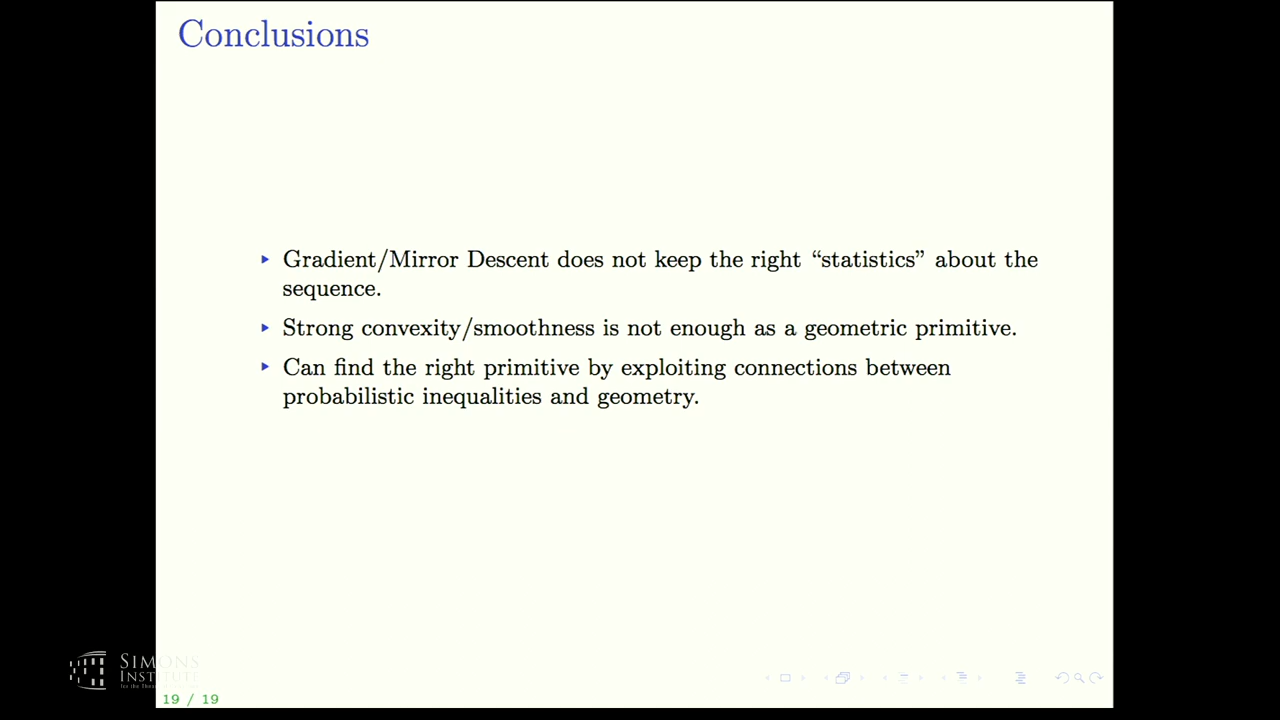 Conclusions
▸ Gradient/Mirror Descent does not keep the right “statistics” about the
sequence.
▸ Strong convexity/smoothness is not enough as a geometric primitive.
▸ Can find the right primitive by exploiting connections between
probabilistic inequalities and geometry.
SIMONS
INSTITUTE
19 / 19